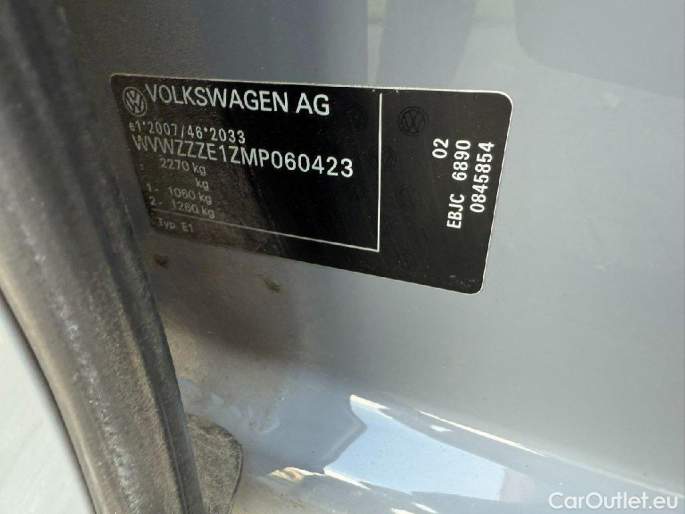 VOLKSWAGEN AG
e1*2007/46*2033
WVWZZZE1ZMP060423
2270 kg
kg
1.- 1060 kg
2.- 1260 kg
Typ E1
02
EBJC 6890
0845854
CarOutlet.eu